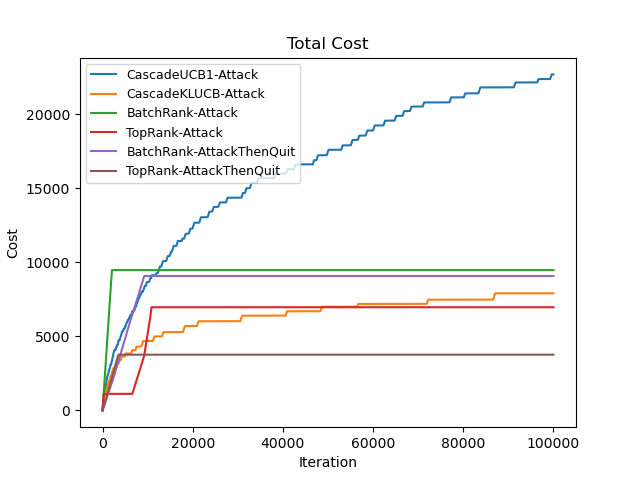 Total Cost
CascadeUCB1-Attack
CascadeKLUCB-Attack
BatchRank-Attack
TopRank-Attack
BatchRank-AttackThenQuit
TopRank-AttackThenQuit
20000
15000
10000
5000
0
Cost
0 20000 40000 60000 80000 100000
Iteration